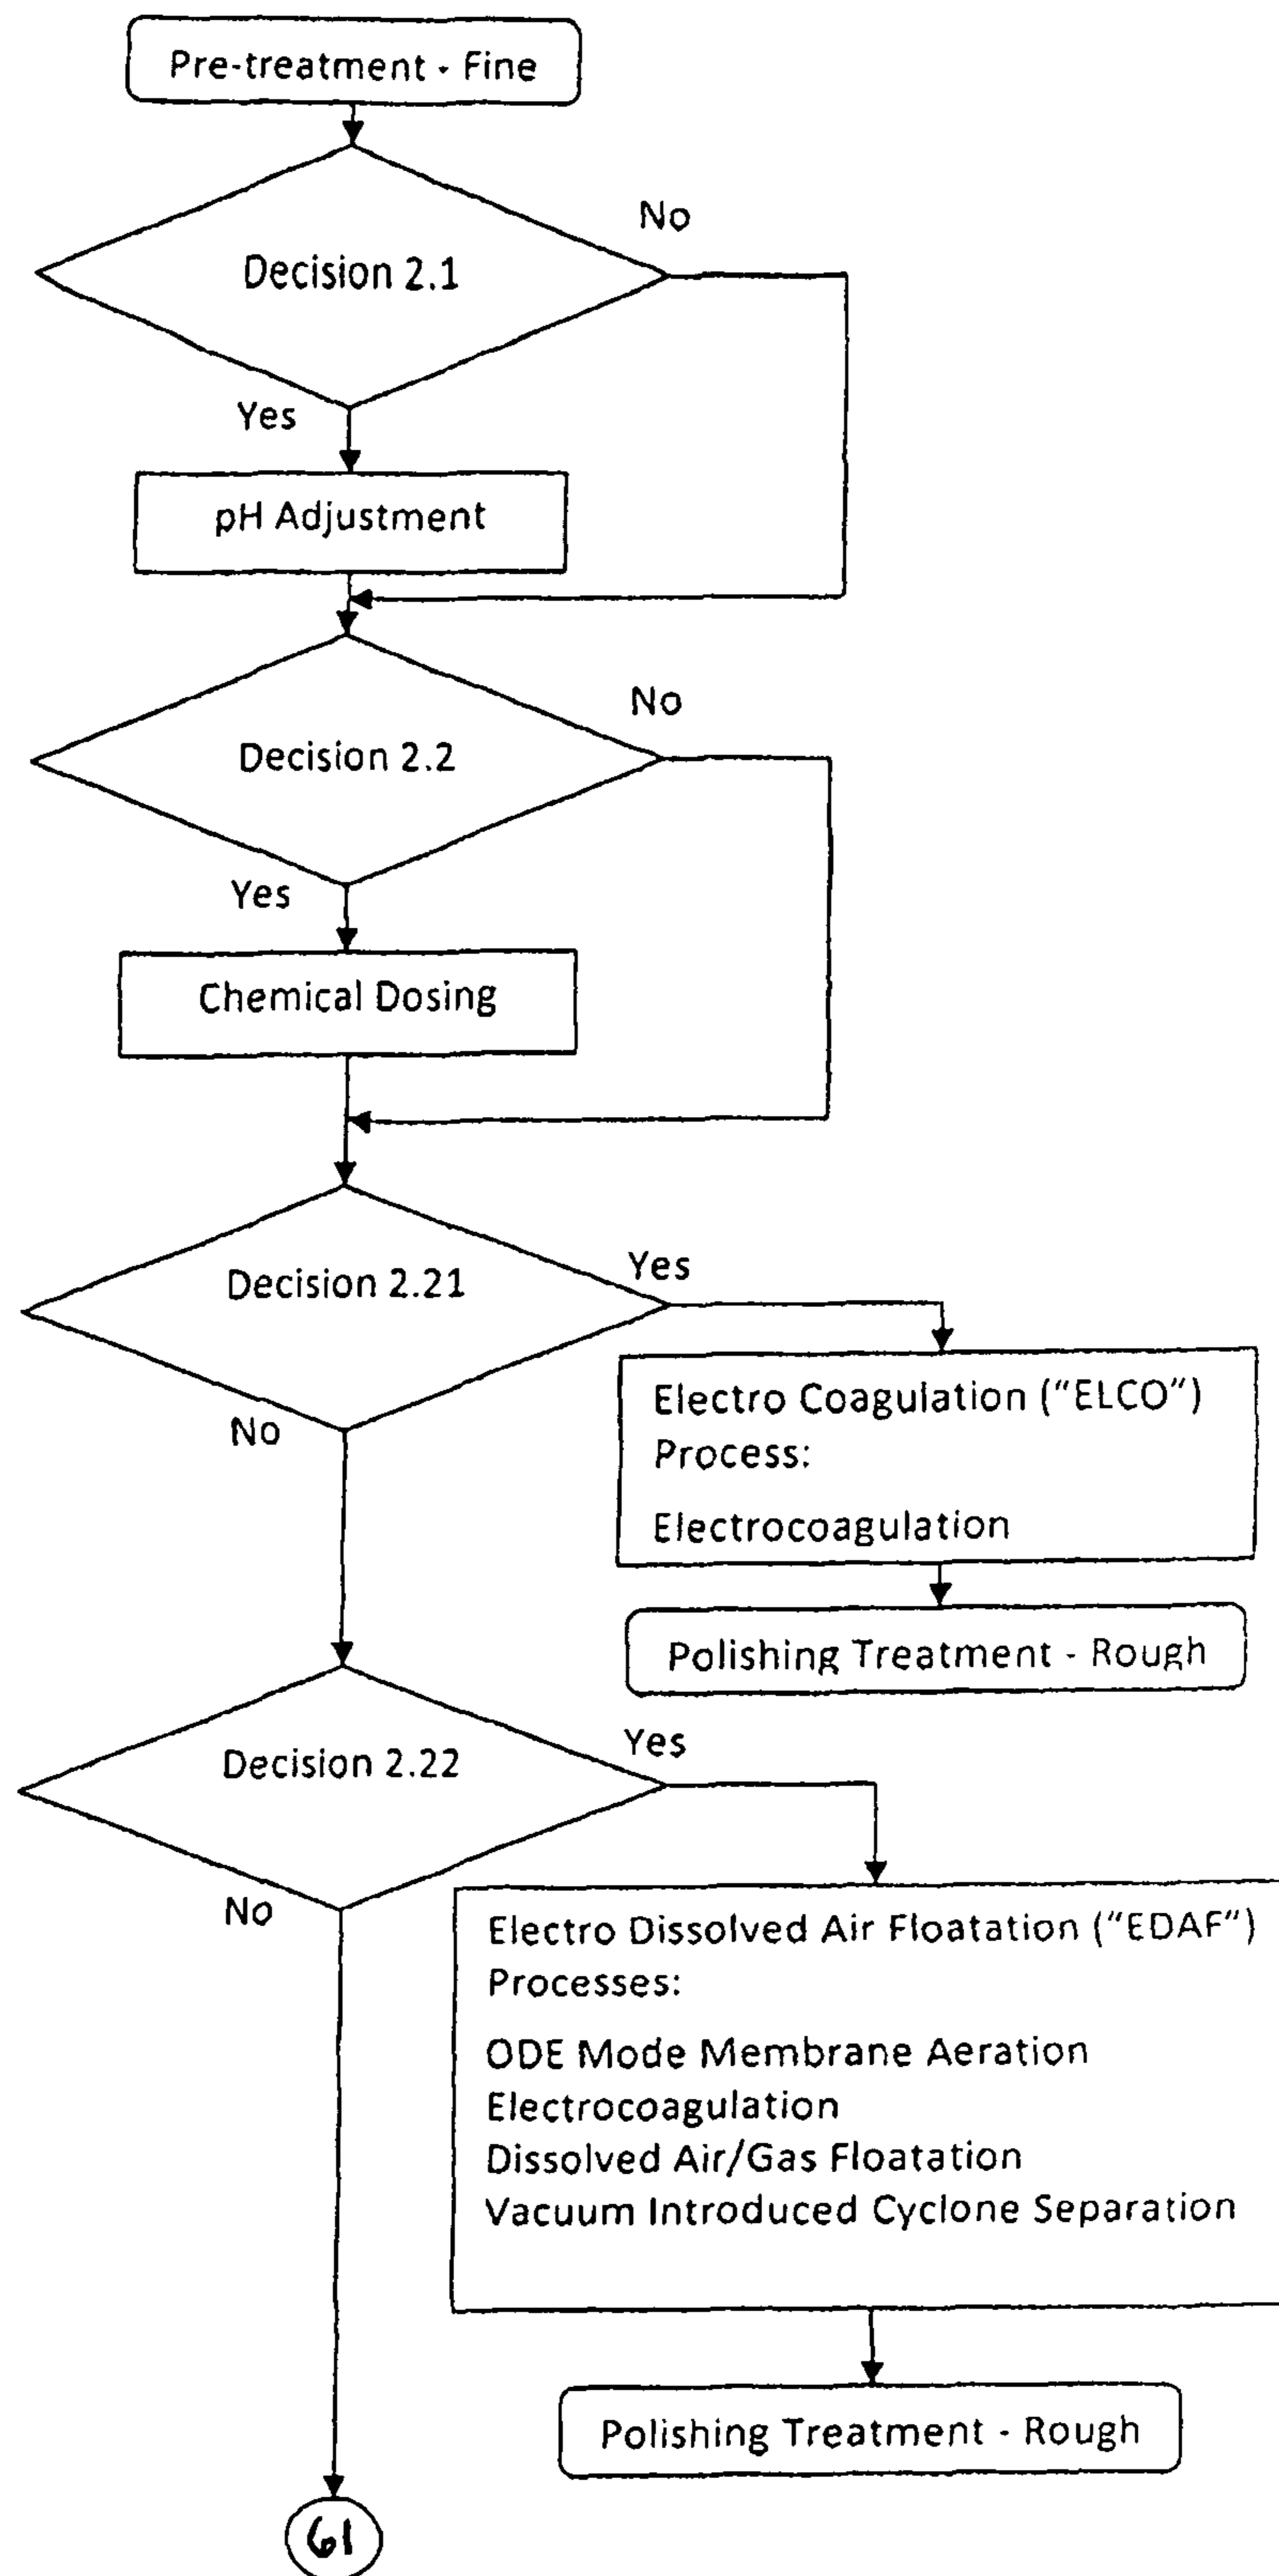 Pre-treatment - Fine
No
Decision 2.1
Yes
pH Adjustment
No
Decision 2.2
Yes
Chemical Dosing
Decision 2.21
Yes
No
Electro Coagulation ("ELCO")
Process:
Electrocoagulation
Polishing Treatment - Rough
Decision 2.22
Yes
No
Electro Dissolved Air Floatation ("EDAF")
Processes:
ODE Mode Membrane Aeration
Electrocoagulation
Dissolved Air/Gas Floatation
Vacuum Introduced Cyclone Separation
Polishing Treatment - Rough
61